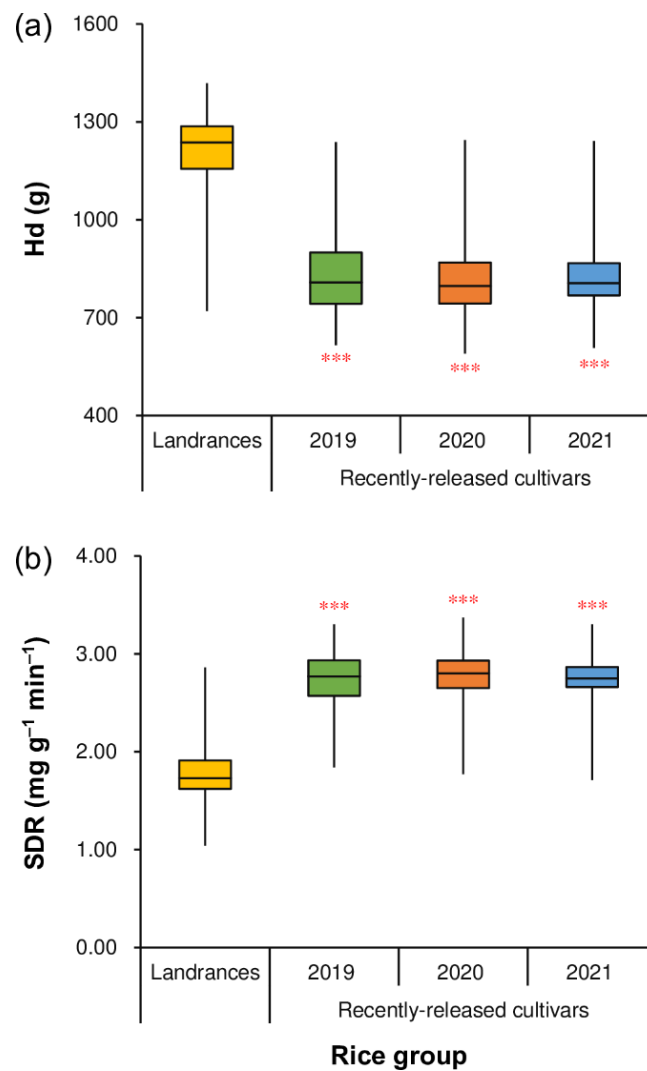 (a)
Hd (g)
1600
1300
1000
700
400
*** *** ***
Landrances 2019 2020 2021
Recently-released cultivars
(b)
SDR (mg g⁻¹ min⁻¹)
4.00
3.00
2.00
1.00
0.00
*** *** ***
Landrances 2019 2020 2021
Recently-released cultivars
Rice group